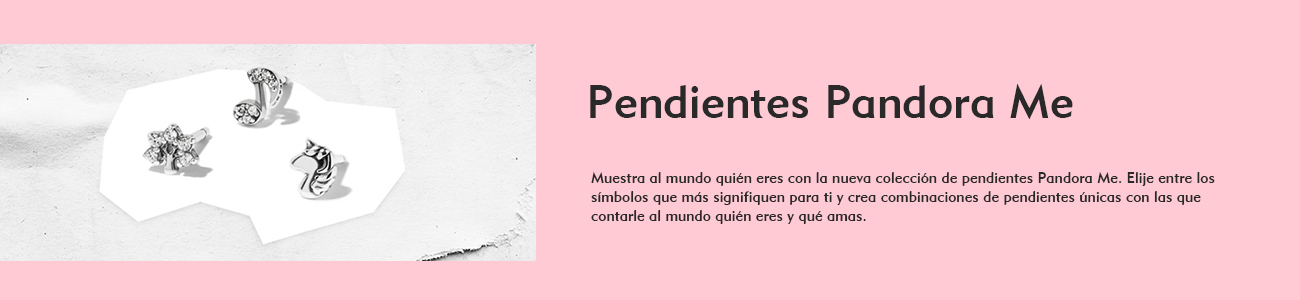 Pendientes Pandora Me
Muestra al mundo quién eres con la nueva colección de pendientes Pandora Me. Elije entre los
símbolos que más signifiquen para ti y crea combinaciones de pendientes únicas con las que
contarle al mundo quién eres y qué amas.